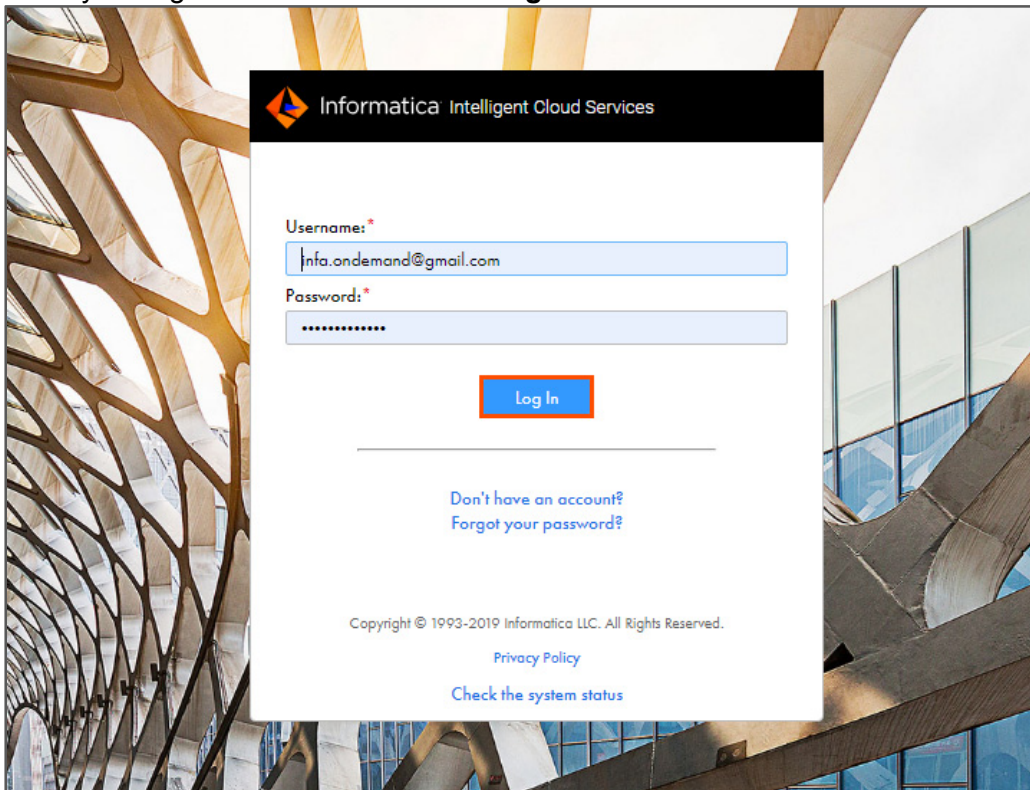 Informatica Intelligent Cloud Services
Username:*
infa.ondemand@gmail.com
Password:*
•••••••••••••
Log In
Don't have an account?
Forgot your password?
Copyright © 1993-2019 Informatica LLC. All Rights Reserved.
Privacy Policy
Check the system status